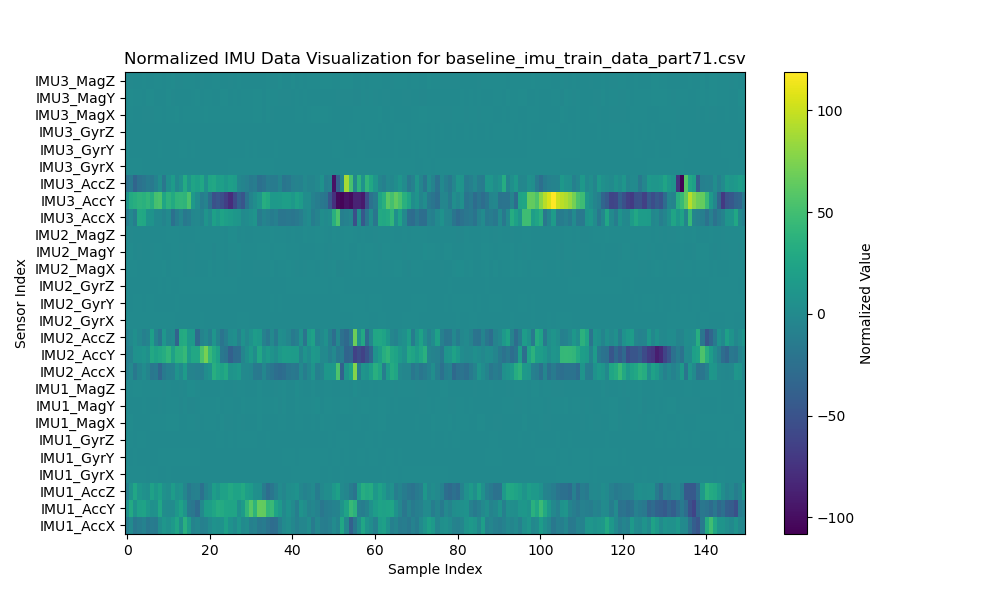 Normalized IMU Data Visualization for baseline_imu_train_data_part71.csv
IMU3_MagZ
IMU3_MagY
IMU3_MagX
IMU3_GyrZ
IMU3_GyrY
IMU3_GyrX
IMU3_AccZ
IMU3_AccY
IMU3_AccX
IMU2_MagZ
IMU2_MagY
IMU2_MagX
IMU2_GyrZ
IMU2_GyrY
IMU2_GyrX
IMU2_AccZ
IMU2_AccY
IMU2_AccX
IMU1_MagZ
IMU1_MagY
IMU1_MagX
IMU1_GyrZ
IMU1_GyrY
IMU1_GyrX
IMU1_AccZ
IMU1_AccY
IMU1_AccX
Sensor Index
0 20 40 60 80 100 120 140
Sample Index
100
50
0
−50
−100
Normalized Value